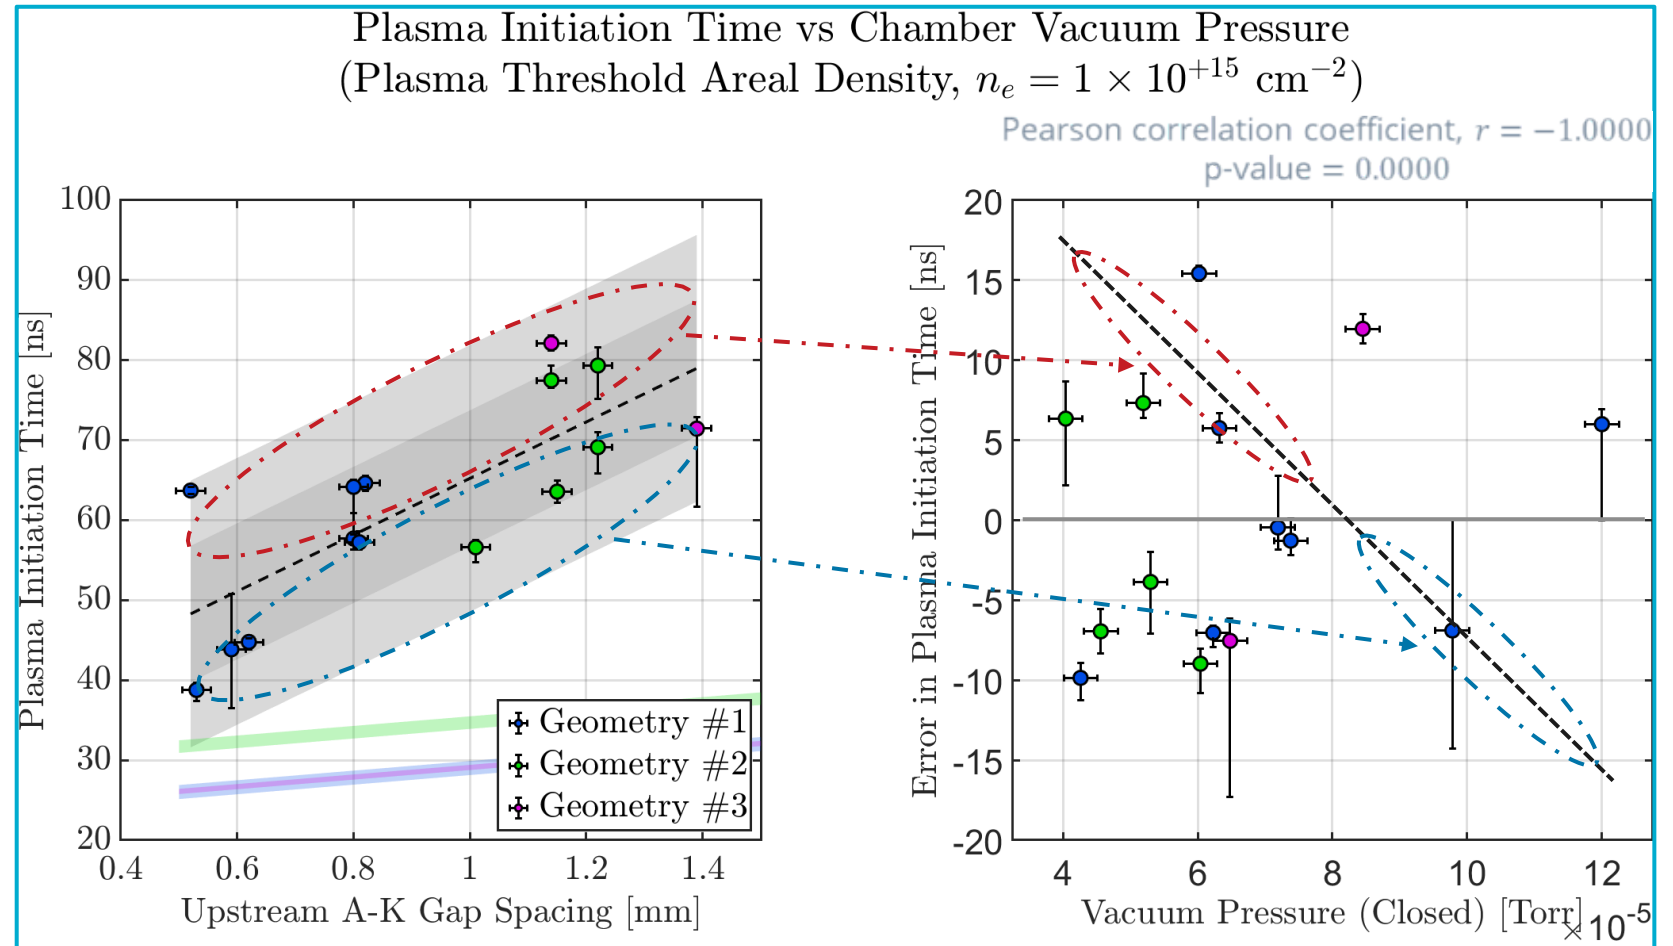 Plasma Initiation Time vs Chamber Vacuum Pressure
(Plasma Threshold Areal Density, nₑ = 1 × 10⁺¹⁵ cm⁻²)
Pearson correlation coefficient, r = −1.0000
p-value = 0.0000
Plasma Initiation Time [ns]
100
90
80
70
60
50
40
30
20
0.4 0.6 0.8 1 1.2 1.4
Upstream A-K Gap Spacing [mm]
Geometry #1
Geometry #2
Geometry #3
Error in Plasma Initiation Time [ns]
20
15
10
5
0
-5
-10
-15
-20
4 6 8 10 12
Vacuum Pressure (Closed) [Torr]
×10⁻⁵